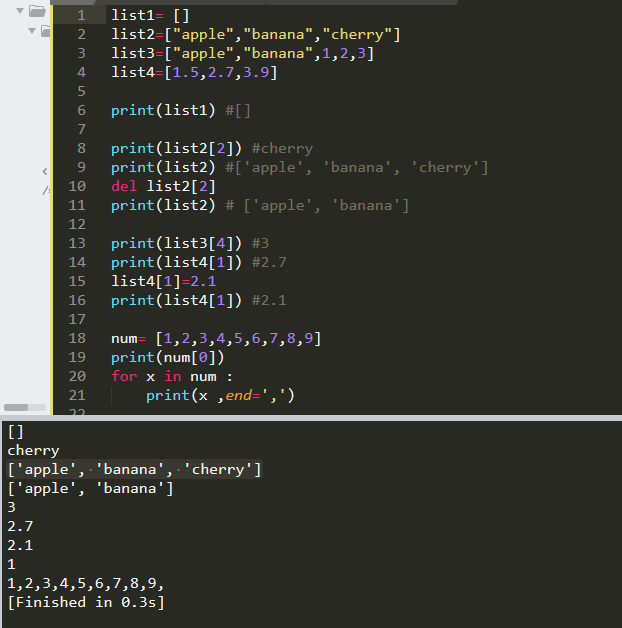 1 list1= []
2 list2=["apple","banana","cherry"]
3 list3=["apple","banana",1,2,3]
4 list4=[1.5,2.7,3.9]
5
6 print(list1) #[]
7
8 print(list2[2]) #cherry
9 print(list2) #['apple', 'banana', 'cherry']
10 del list2[2]
11 print(list2) # ['apple', 'banana']
12
13 print(list3[4]) #3
14 print(list4[1]) #2.7
15 list4[1]=2.1
16 print(list4[1]) #2.1
17
18 num= [1,2,3,4,5,6,7,8,9]
19 print(num[0])
20 for x in num :
21     print(x ,end=',')
22
[]
cherry
['apple', 'banana', 'cherry']
['apple', 'banana']
3
2.7
2.1
1
1,2,3,4,5,6,7,8,9,
[Finished in 0.3s]